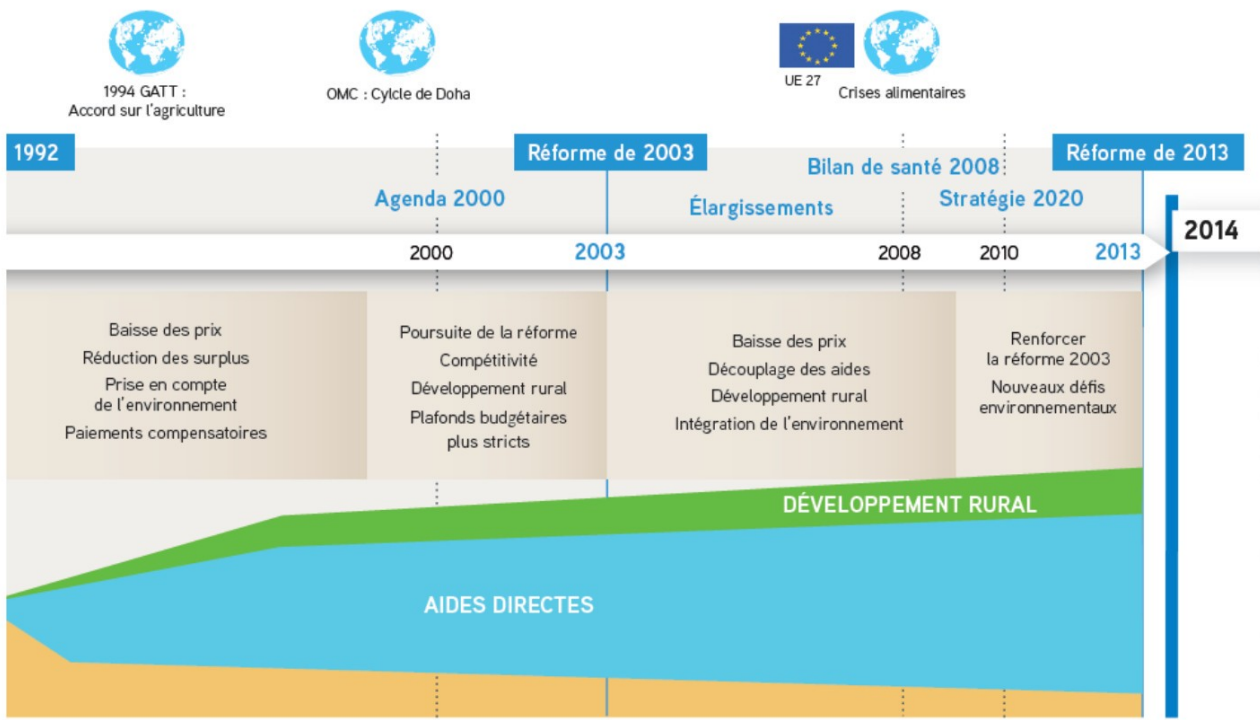 1994 GATT :
Accord sur l'agriculture
OMC : Cylcle de Doha
UE 27
Crises alimentaires
1992
Réforme de 2003
Réforme de 2013
Bilan de santé 2008
Agenda 2000
Élargissements
Stratégie 2020
2014
2000
2003
2008
2010
2013
Baisse des prix
Réduction des surplus
Prise en compte
de l'environnement
Paiements compensatoires
Poursuite de la réforme
Compétitivité
Développement rural
Plafonds budgétaires
plus stricts
Baisse des prix
Découplage des aides
Développement rural
Intégration de l'environnement
Renforcer
la réforme 2003
Nouveaux défis
environnementaux
DÉVELOPPEMENT RURAL
AIDES DIRECTES